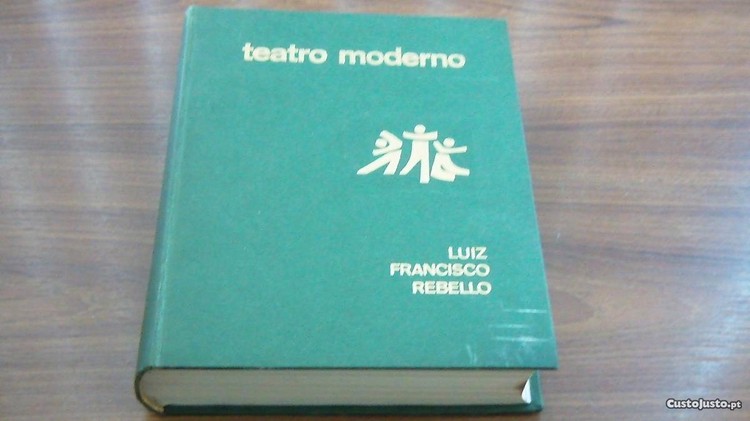 teatro moderno
LUIZ
FRANCISCO
REBELLO
CustoJusto.pt